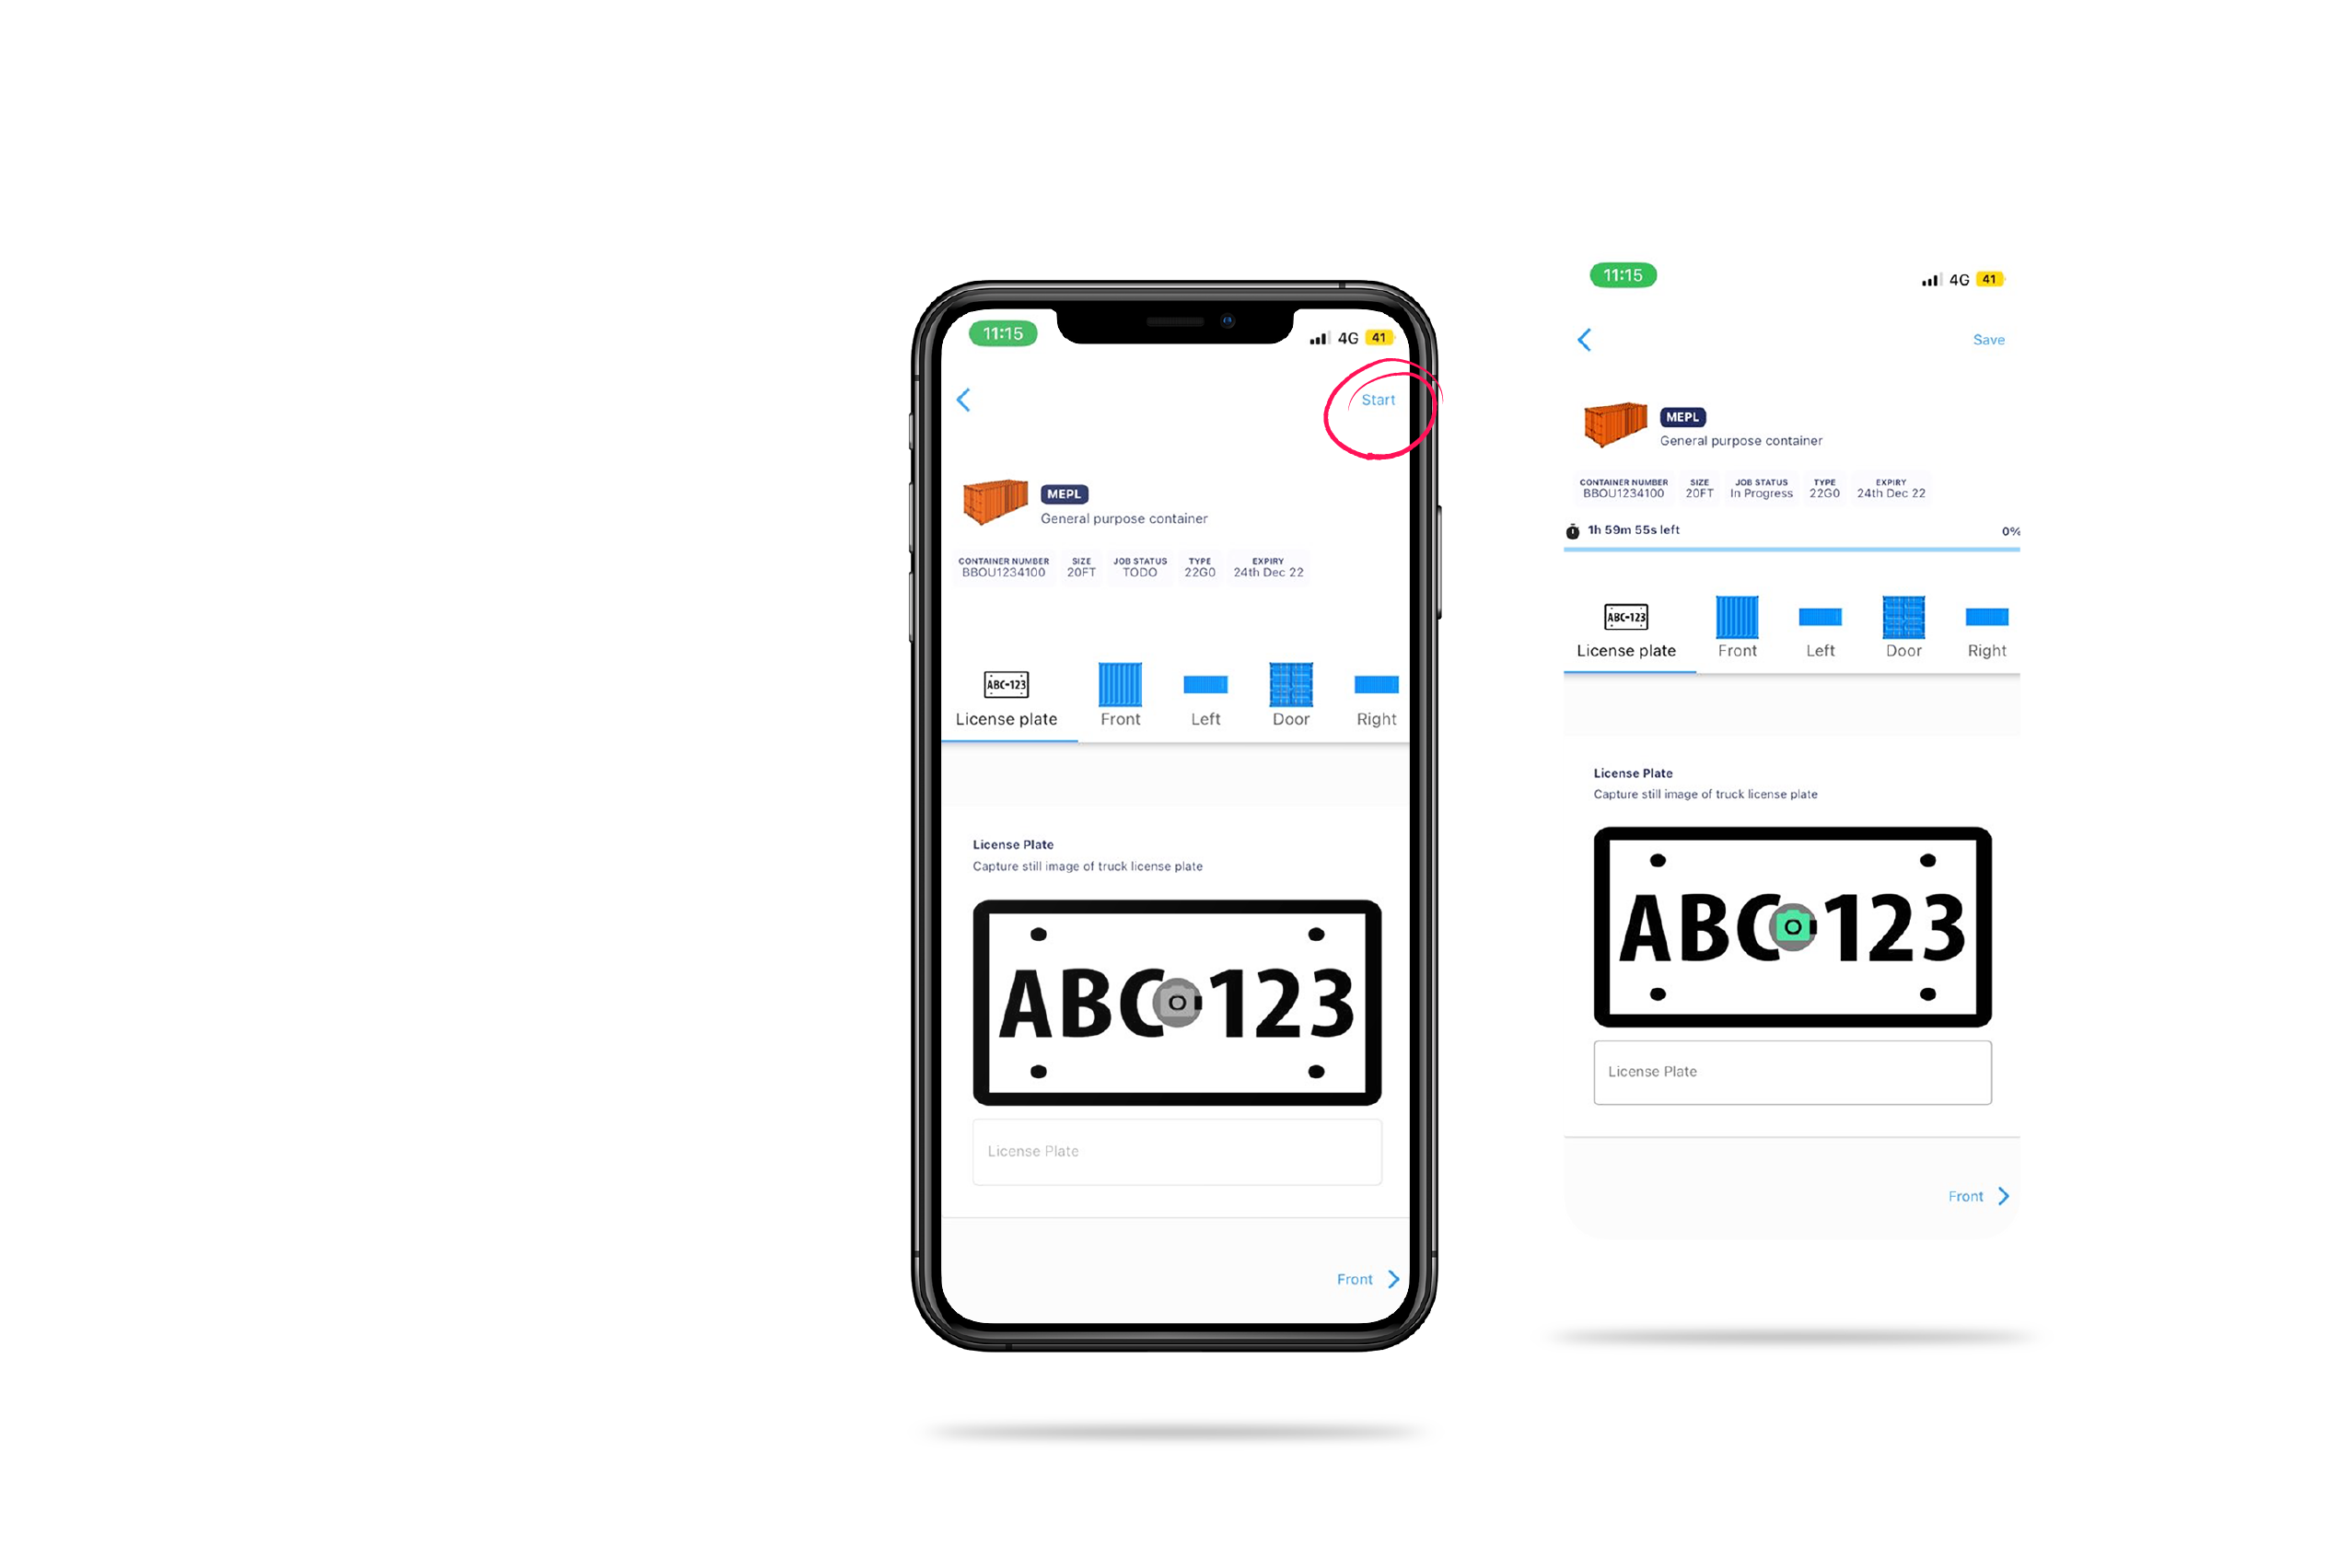 11:15
4G 41
Start
MEPL
General purpose container
CONTAINER NUMBER SIZE JOB STATUS TYPE EXPIRY
BBOU1234100 20FT TODO 22G0 24th Dec 22
ABC-123
License plate Front Left Door Right
License Plate
Capture still image of truck license plate
ABC 123
License Plate
Front
11:15
4G 41
Save
MEPL
General purpose container
CONTAINER NUMBER SIZE JOB STATUS TYPE EXPIRY
BBOU1234100 20FT In Progress 22G0 24th Dec 22
1h 59m 55s left 0%
ABC-123
License plate Front Left Door Right
License Plate
Capture still image of truck license plate
ABC 123
License Plate
Front